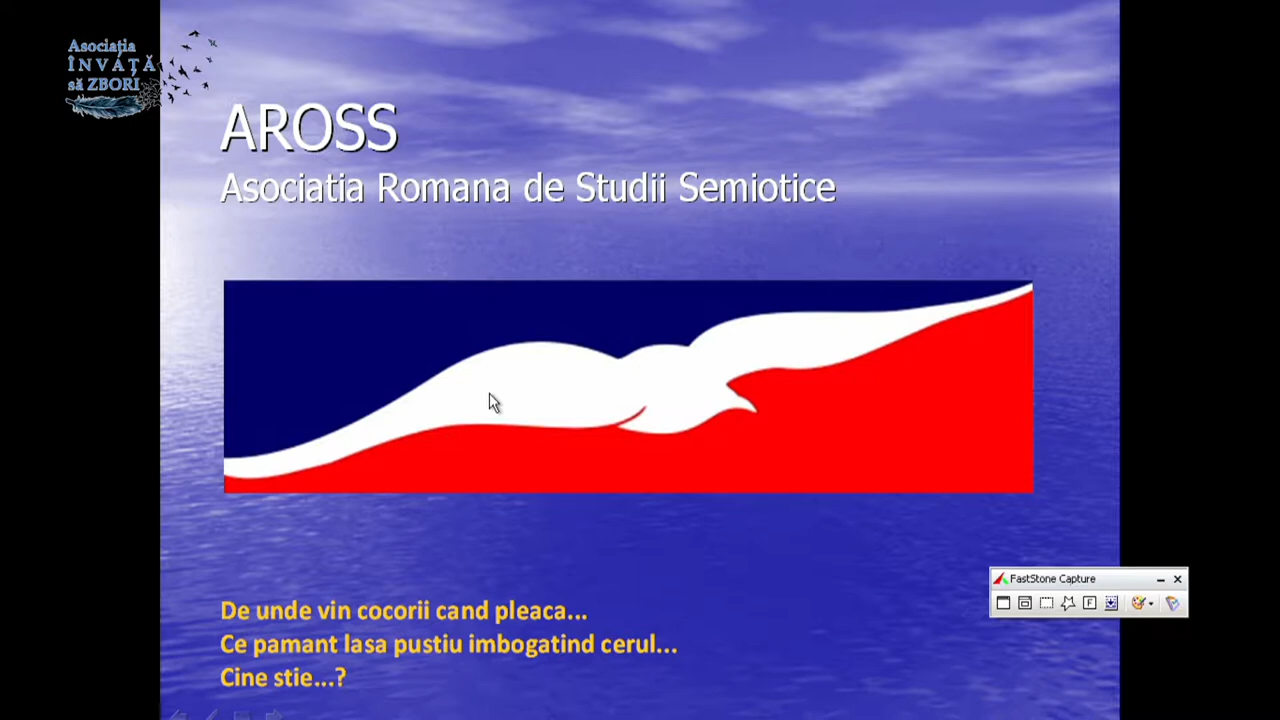 Asociația
ÎNVAȚĂ
să ZBORI
AROSS
Asociatia Romana de Studii Semiotice
FastStone Capture
F
De unde vin cocorii cand pleaca...
Ce pamant lasa pustiu imbogatind cerul...
Cine stie...?